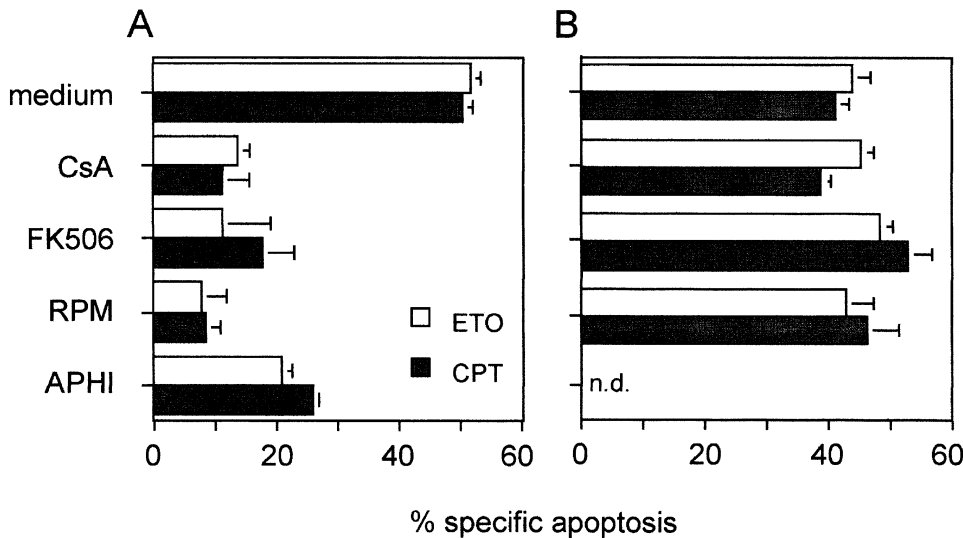 A
B
medium
CsA
FK506
RPM
APHI
ETO
CPT
n.d.
0
20
40
60
0
20
40
60
% specific apoptosis